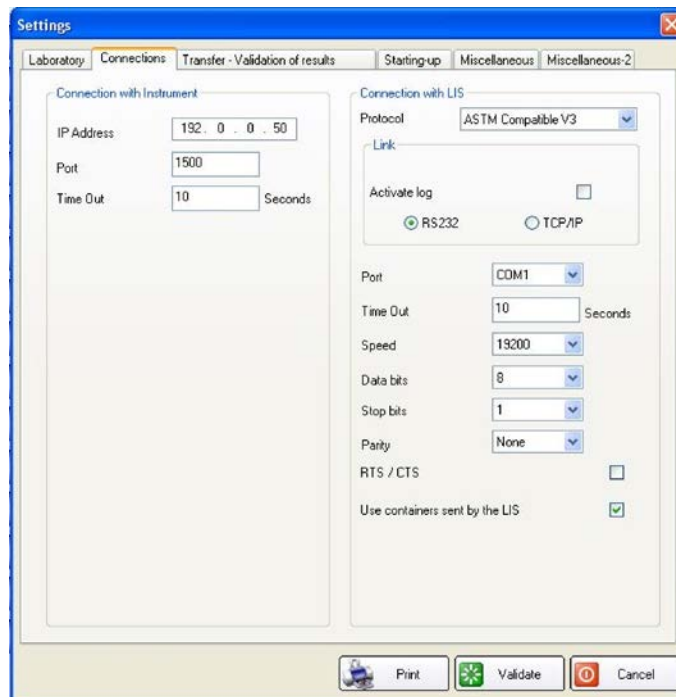 Settings
Laboratory Connections Transfer - Validation of results Starting-up Miscellaneous Miscellaneous-2
Connection with Instrument
IP Address 192. 0 . 0 . 50
Port 1500
Time Out 10 Seconds
Connection with LIS
Protocol ASTM Compatible V3
Link
Activate log
RS232 TCP/IP
Port COM1
Time Out 10 Seconds
Speed 19200
Data bits 8
Stop bits 1
Parity None
RTS / CTS
Use containers sent by the LIS
Print Validate Cancel